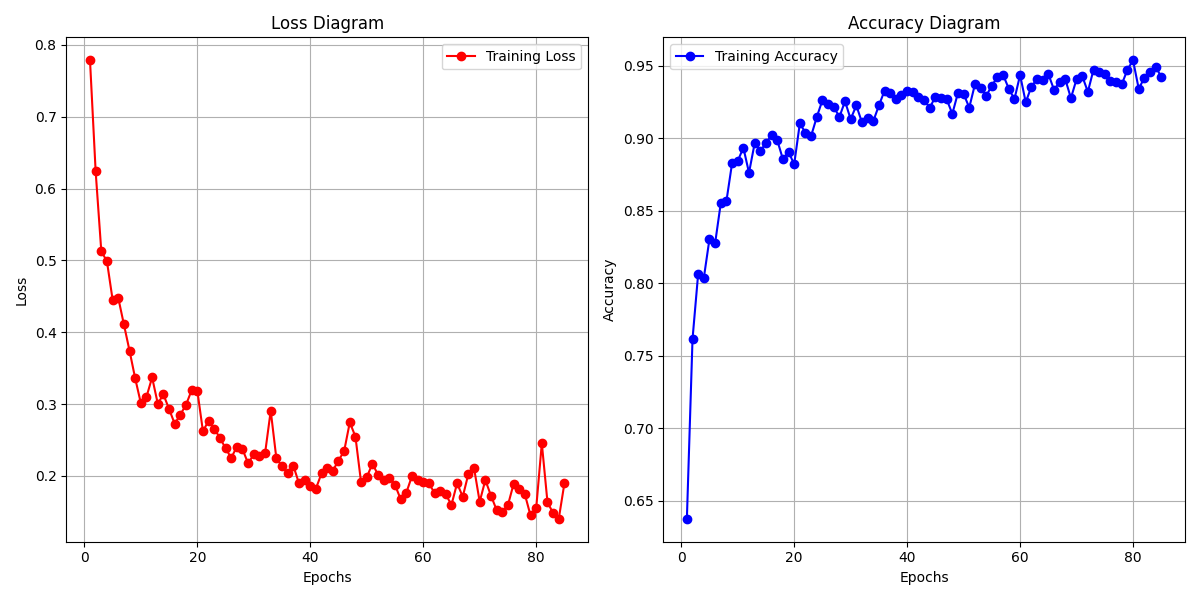 Loss Diagram
0.8
0.7
0.6
0.5
0.4
0.3
0.2
Loss
Training Loss
0 20 40 60 80
Epochs
Accuracy Diagram
0.95
0.90
0.85
0.80
0.75
0.70
0.65
Accuracy
Training Accuracy
0 20 40 60 80
Epochs